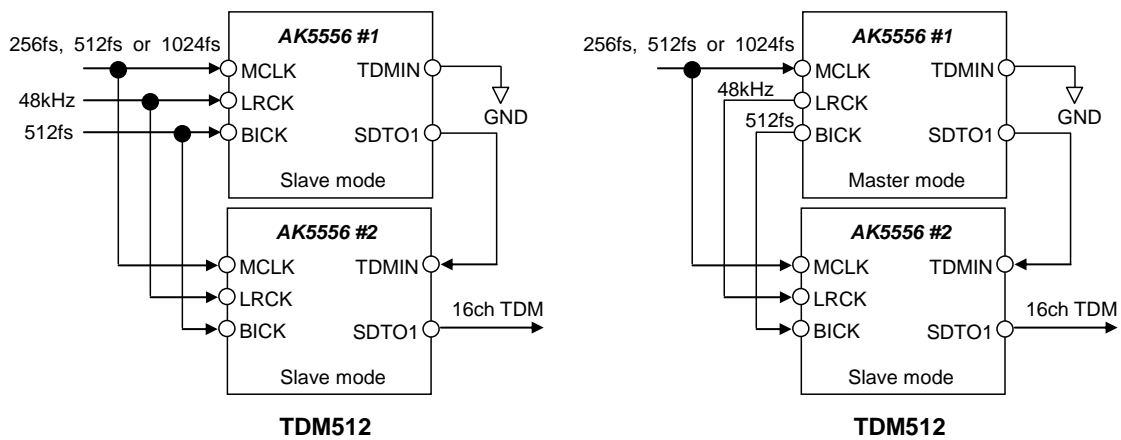 AK5556 #1
256fs, 512fs or 1024fs
MCLK
TDMIN
48kHz
LRCK
GND
512fs
BICK
SDTO1
Slave mode
AK5556 #2
MCLK
TDMIN
LRCK
16ch TDM
BICK
SDTO1
Slave mode
TDM512
AK5556 #1
256fs, 512fs or 1024fs
MCLK
TDMIN
48kHz
LRCK
GND
512fs
BICK
SDTO1
Master mode
AK5556 #2
MCLK
TDMIN
LRCK
16ch TDM
BICK
SDTO1
Slave mode
TDM512